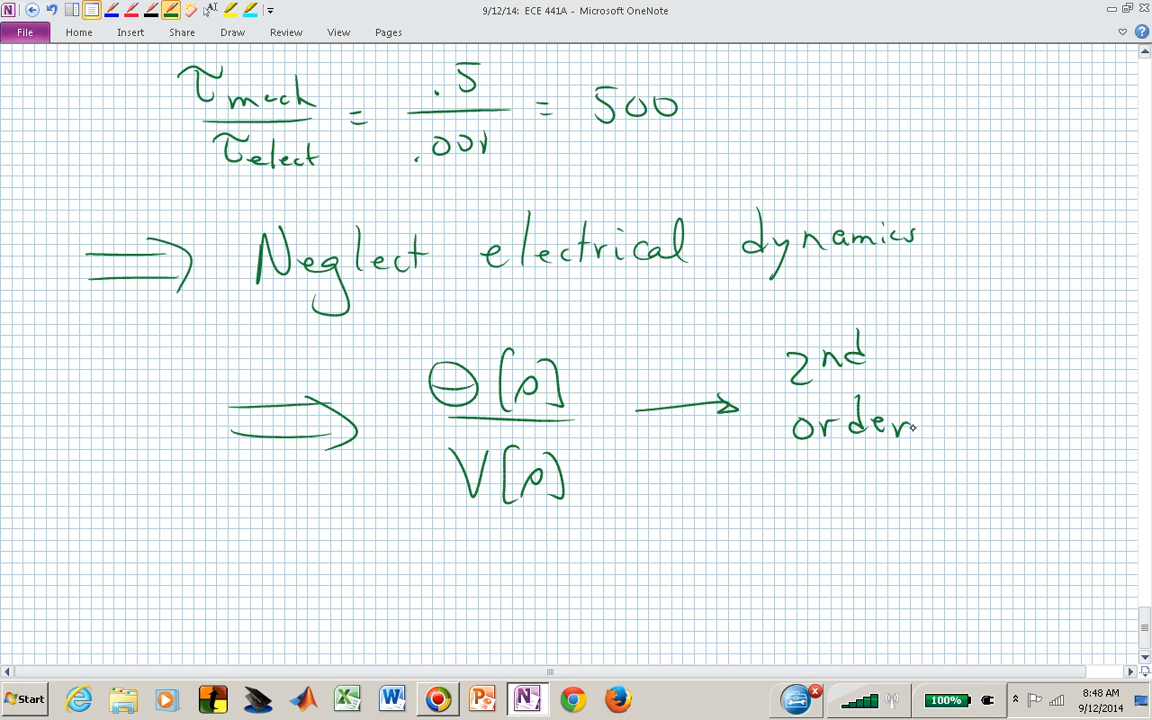 9/12/14: ECE 441A - Microsoft OneNote
File Home Insert Share Draw Review View Pages
τmech / τelect = .5 / .001 = 500
⇒ Neglect electrical dynamics
⇒ Θ[s] / V[s] → 2nd
order
Start
100%
8:48 AM
9/12/2014